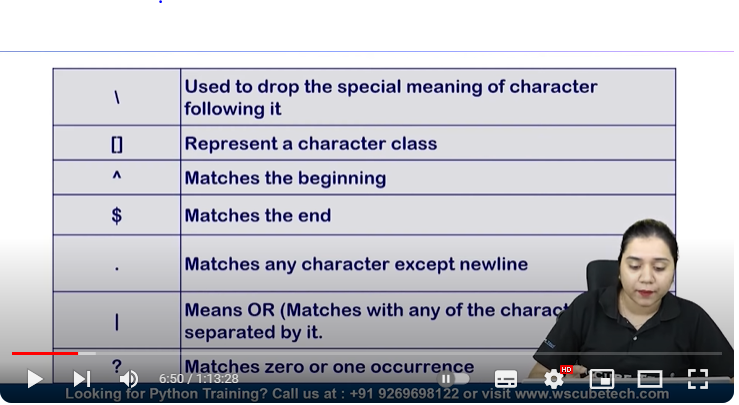 \ Used to drop the special meaning of character
following it
[] Represent a character class
^ Matches the beginning
$ Matches the end
. Matches any character except newline
| Means OR (Matches with any of the charact
separated by it.
? Matches zero or one occurrence
6:50 / 1:13:28
HD
Looking for Python Training? Call us at : +91 9269698122 or visit www.wscubetech.com